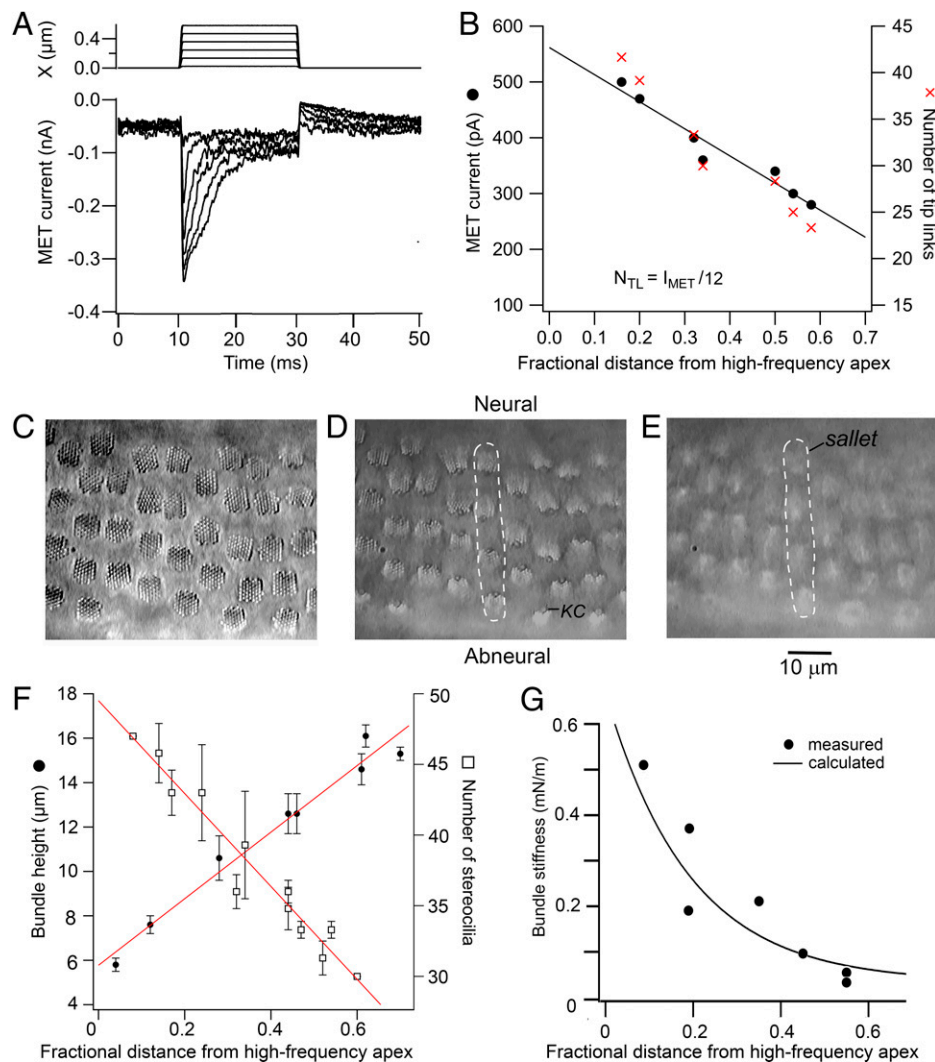 A
X (µm)
0.4
0.0
MET current (nA)
0.0
-0.1
-0.2
-0.3
-0.4
0 10 20 30 40 50
Time (ms)
B
MET current (pA)
600
500
400
300
200
100
N_TL = I_MET /12
45
40
35
30
25
20
15
Number of tip links
0.0 0.1 0.2 0.3 0.4 0.5 0.6 0.7
Fractional distance from high-frequency apex
Neural
C
D
KC
E
sallet
Abneural
10 µm
F
Bundle height (µm)
18
16
14
12
10
8
6
4
50
45
40
35
30
Number of stereocilia
0 0.2 0.4 0.6
Fractional distance from high-frequency apex
G
Bundle stiffness (mN/m)
0.6
0.4
0.2
0
measured
calculated
0 0.2 0.4 0.6
Fractional distance from high-frequency apex